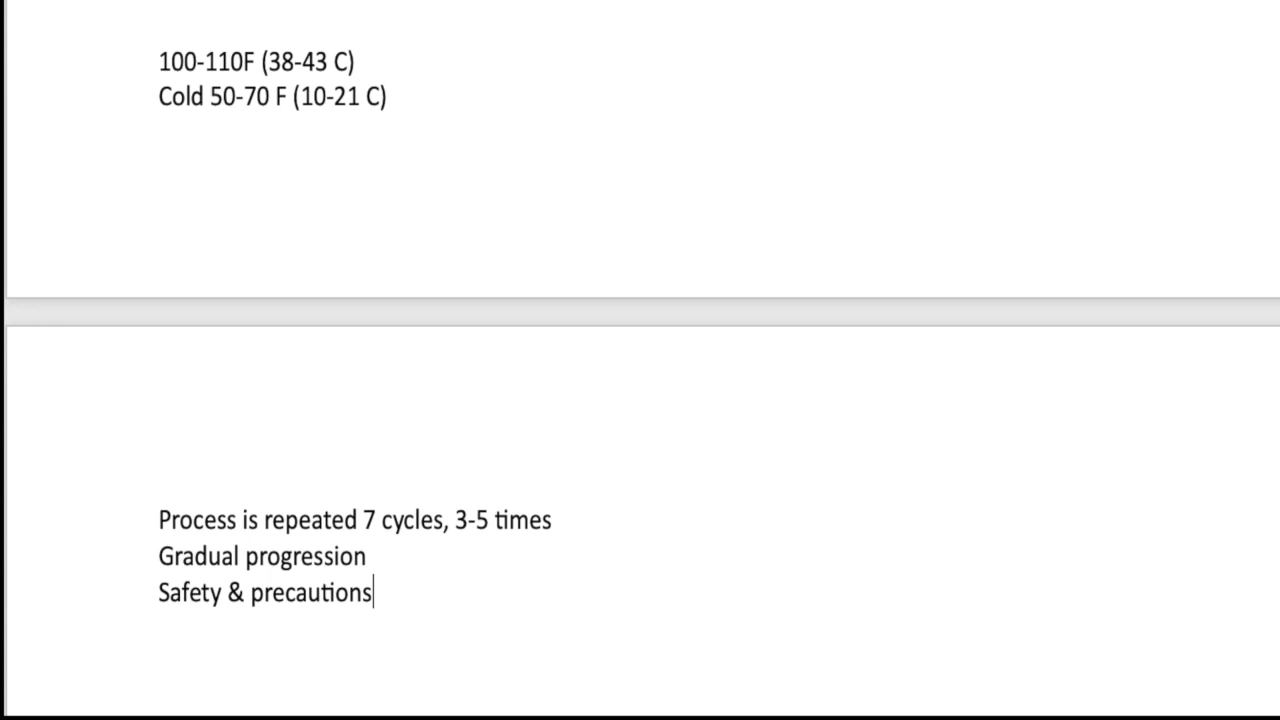 100-110F (38-43 C)
Cold 50-70 F (10-21 C)
Process is repeated 7 cycles, 3-5 times
Gradual progression
Safety & precautions